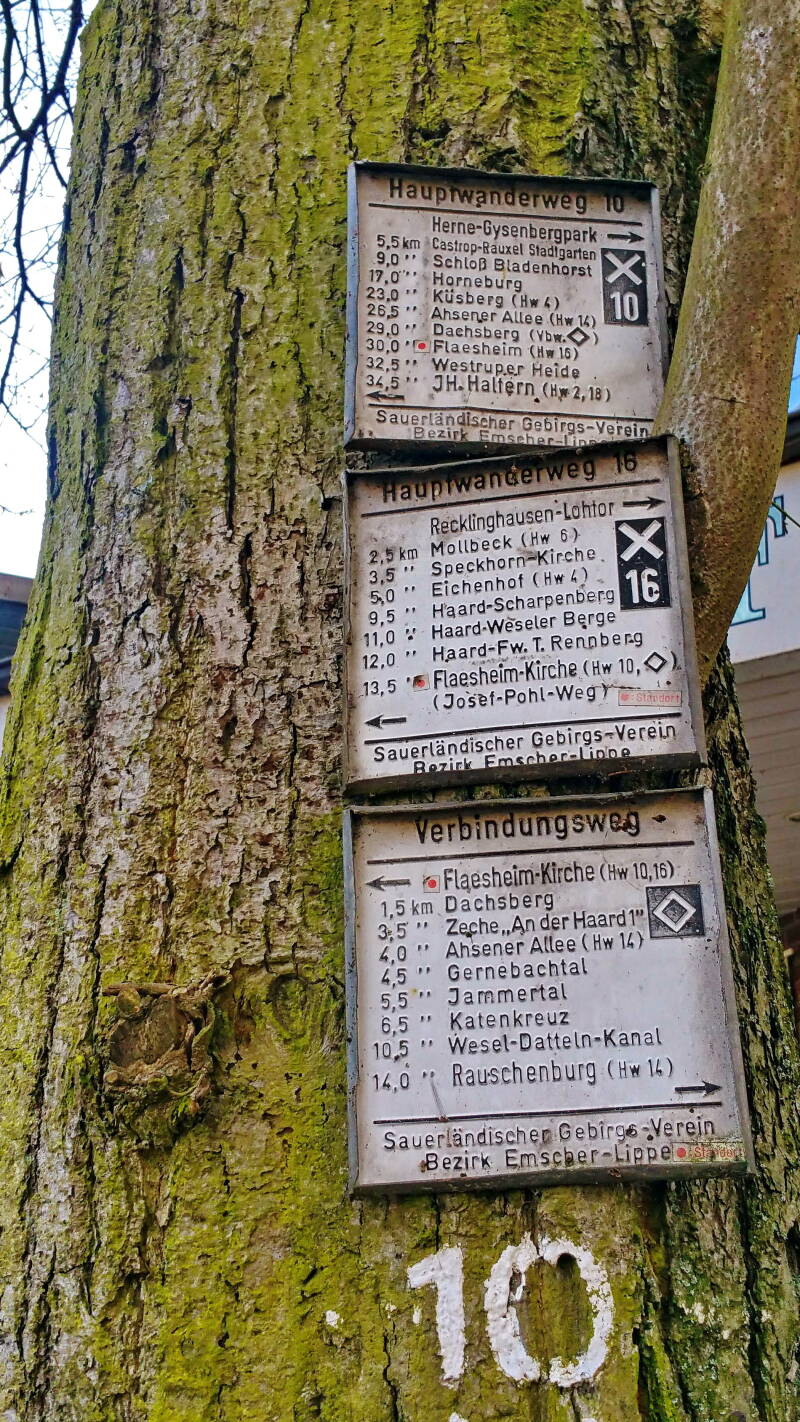 Hauptwanderweg 10
Herne-Gysenbergpark →
5,5 km Castrop-Rauxel Stadtgarten
9,0 '' Schloß Bladenhorst
17,0 '' Horneburg
23,0 '' Küsberg (Hw 4)
26,5 '' Ahsener Allee (Hw 14)
29,0 '' Dachsberg (Vbw. ◇)
30,0 '' Flaesheim (Hw 16)
32,5 '' Westruper Heide
34,5 '' JH. Haltern (Hw 2,18)
←
X
10
Sauerländischer Gebirgs-Verein
Bezirk Emscher-Lippe
Hauptwanderweg 16
Recklinghausen-Lohtor →
2,5 km Mollbeck (Hw 6)
3,5 '' Speckhorn-Kirche
5,0 '' Eichenhof (Hw 4)
9,5 '' Haard-Scharpenberg
11,0 '' Haard-Weseler Berge
12,0 '' Haard-Fw. T. Rennberg
13,5 '' Flaesheim-Kirche (Hw 10, ◇)
(Josef-Pohl-Weg)
: Standort
←
X
16
Sauerländischer Gebirgs-Verein
Bezirk Emscher-Lippe
Verbindungsweg
← Flaesheim-Kirche (Hw 10,16)
1,5 km Dachsberg
3,5 '' Zeche „An der Haard 1"
4,0 '' Ahsener Allee (Hw 14)
4,5 '' Gernebachtal
5,5 '' Jammertal
6,5 '' Katenkreuz
10,5 '' Wesel-Datteln-Kanal
14,0 '' Rauschenburg (Hw 14)
→
Sauerländischer Gebirgs-Verein
Bezirk Emscher-Lippe
: Standort
10